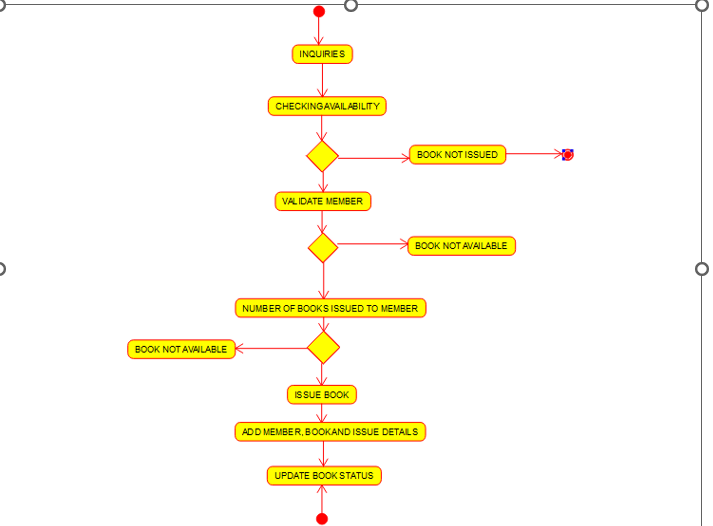 INQUIRIES
CHECKINGAVAILABILITY
BOOK NOT ISSUED
VALIDATE MEMBER
BOOK NOT AVAILABLE
NUMBER OF BOOKS ISSUED TO MEMBER
BOOK NOT AVAILABLE
ISSUE BOOK
ADD MEMBER, BOOKAND ISSUE DETAILS
UPDATE BOOK STATUS